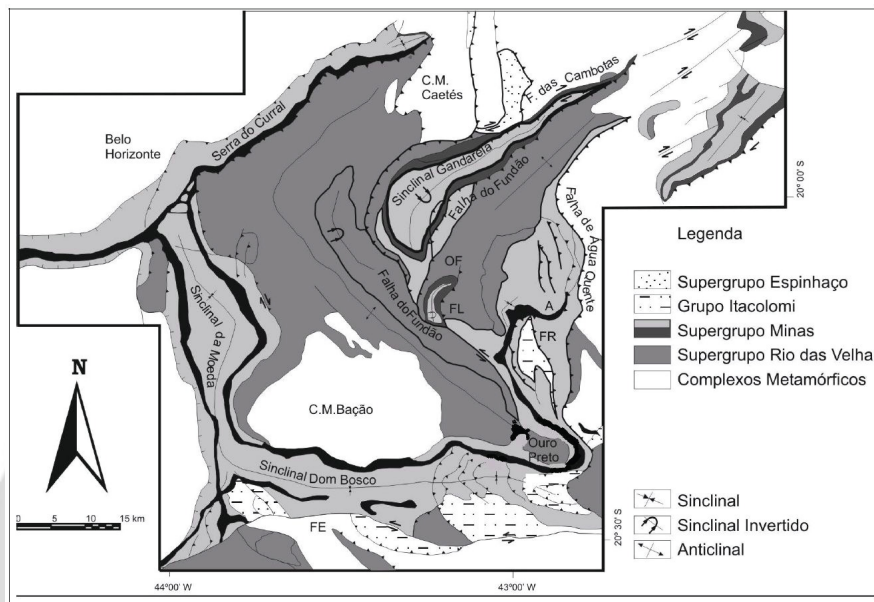 C.M.
Caetés
F. das Cambotas
Serra do Curral
Belo
Horizonte
Sinclinal Gandarela
Falha do Fundão
Falha de Água Quente
20° 00' S
Legenda
Supergrupo Espinhaço
Grupo Itacolomi
Supergrupo Minas
Supergrupo Rio das Velha
Complexos Metamórficos
OF
FL
A
FR
Falha do Fundão
Sinclinal da Moeda
N
C.M.Bação
Ouro
Preto
Sinclinal Dom Bosco
FE
0 5 10 15 km
20° 30' S
Sinclinal
Sinclinal Invertido
Anticlinal
44°00' W
43°00' W